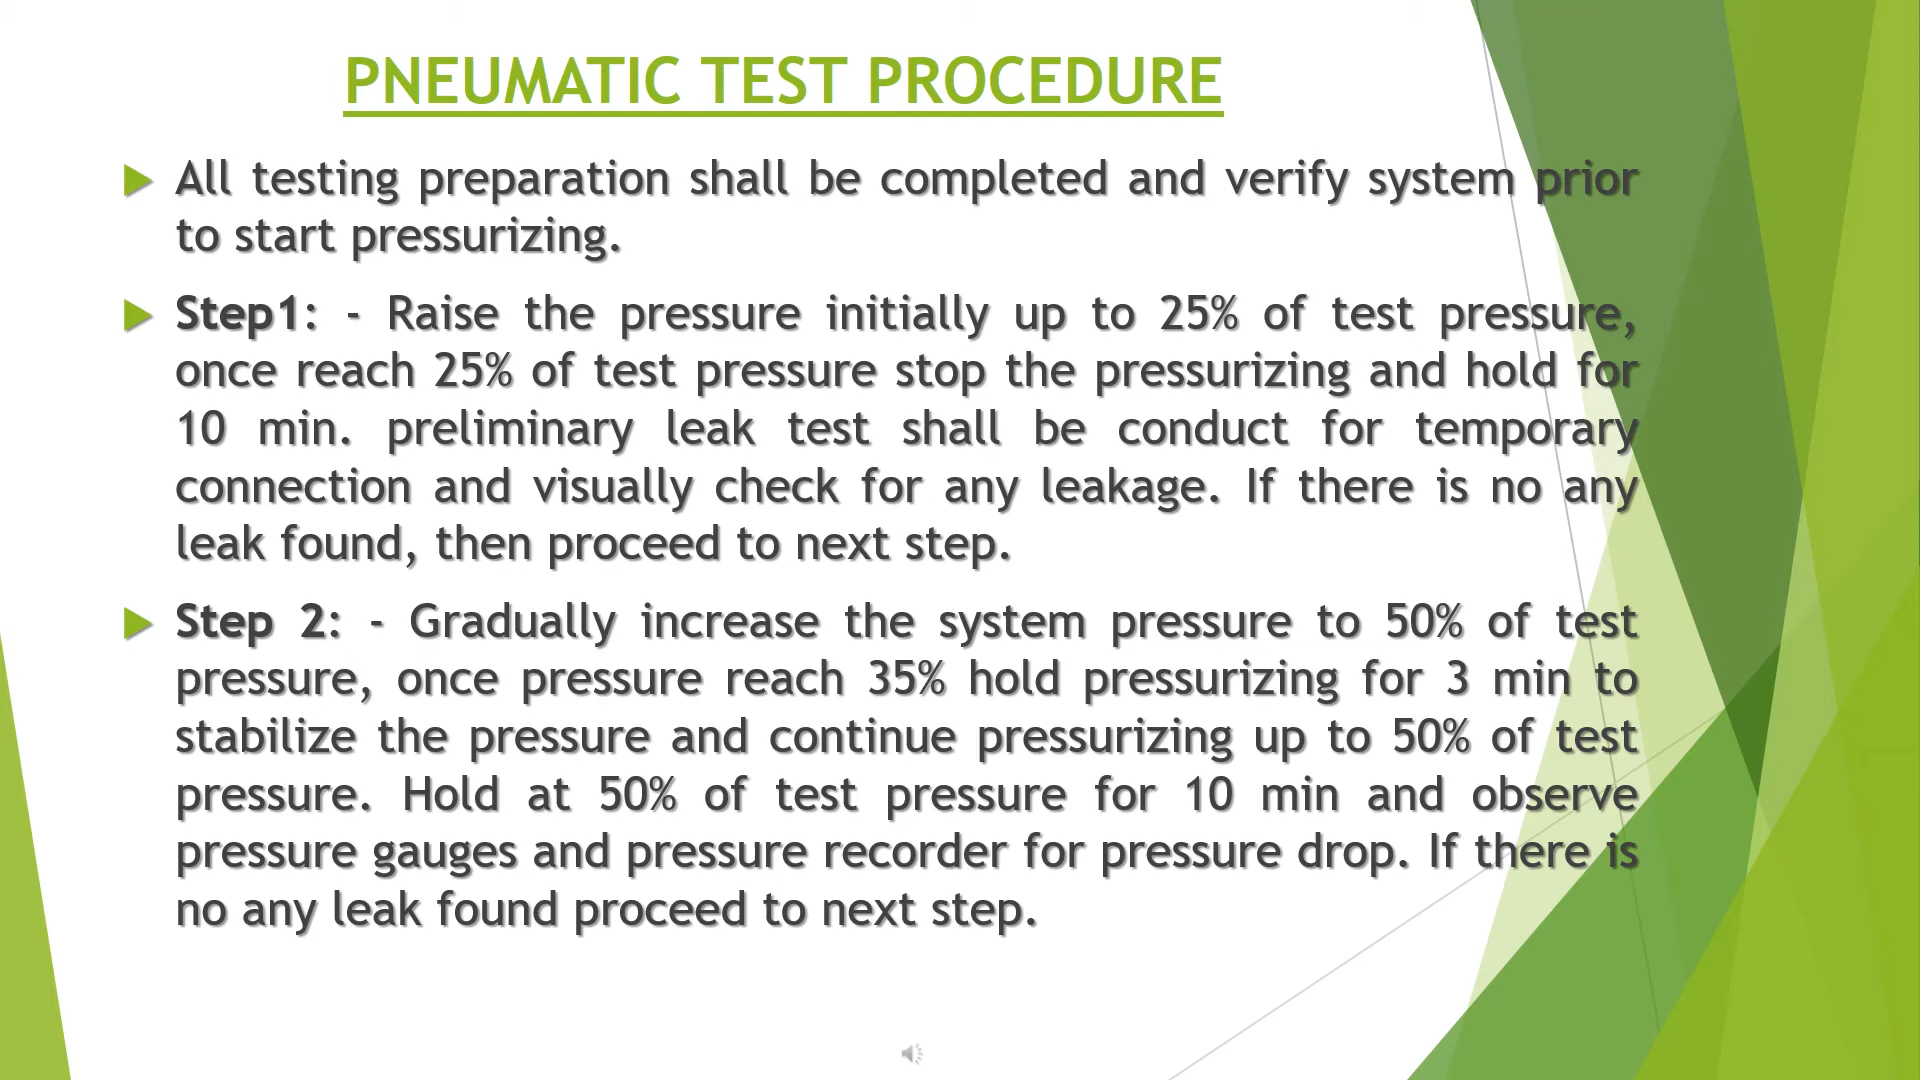 PNEUMATIC TEST PROCEDURE
All testing preparation shall be completed and verify system prior
to start pressurizing.
Step1: - Raise the pressure initially up to 25% of test pressure,
once reach 25% of test pressure stop the pressurizing and hold for
10 min. preliminary leak test shall be conduct for temporary
connection and visually check for any leakage. If there is no any
leak found, then proceed to next step.
Step 2: - Gradually increase the system pressure to 50% of test
pressure, once pressure reach 35% hold pressurizing for 3 min to
stabilize the pressure and continue pressurizing up to 50% of test
pressure. Hold at 50% of test pressure for 10 min and observe
pressure gauges and pressure recorder for pressure drop. If there is
no any leak found proceed to next step.